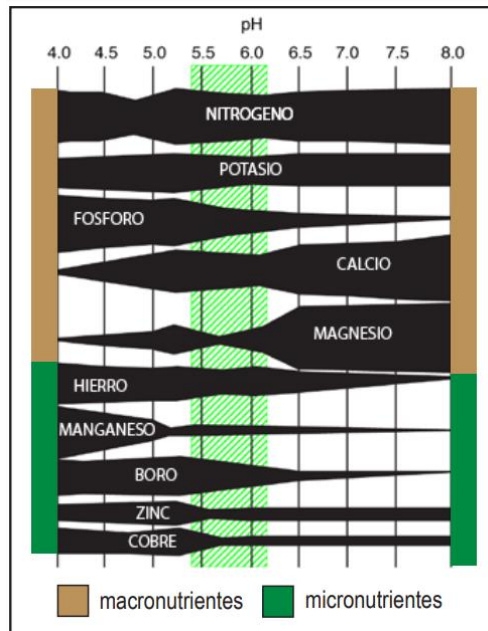 pH
4.0 4.5 5.0 5.5 6.0 6.5 7.0 7.5 8.0
NITROGENO
POTASIO
FOSFORO
CALCIO
MAGNESIO
HIERRO
MANGANESO
BORO
ZINC
COBRE
macronutrientes micronutrientes